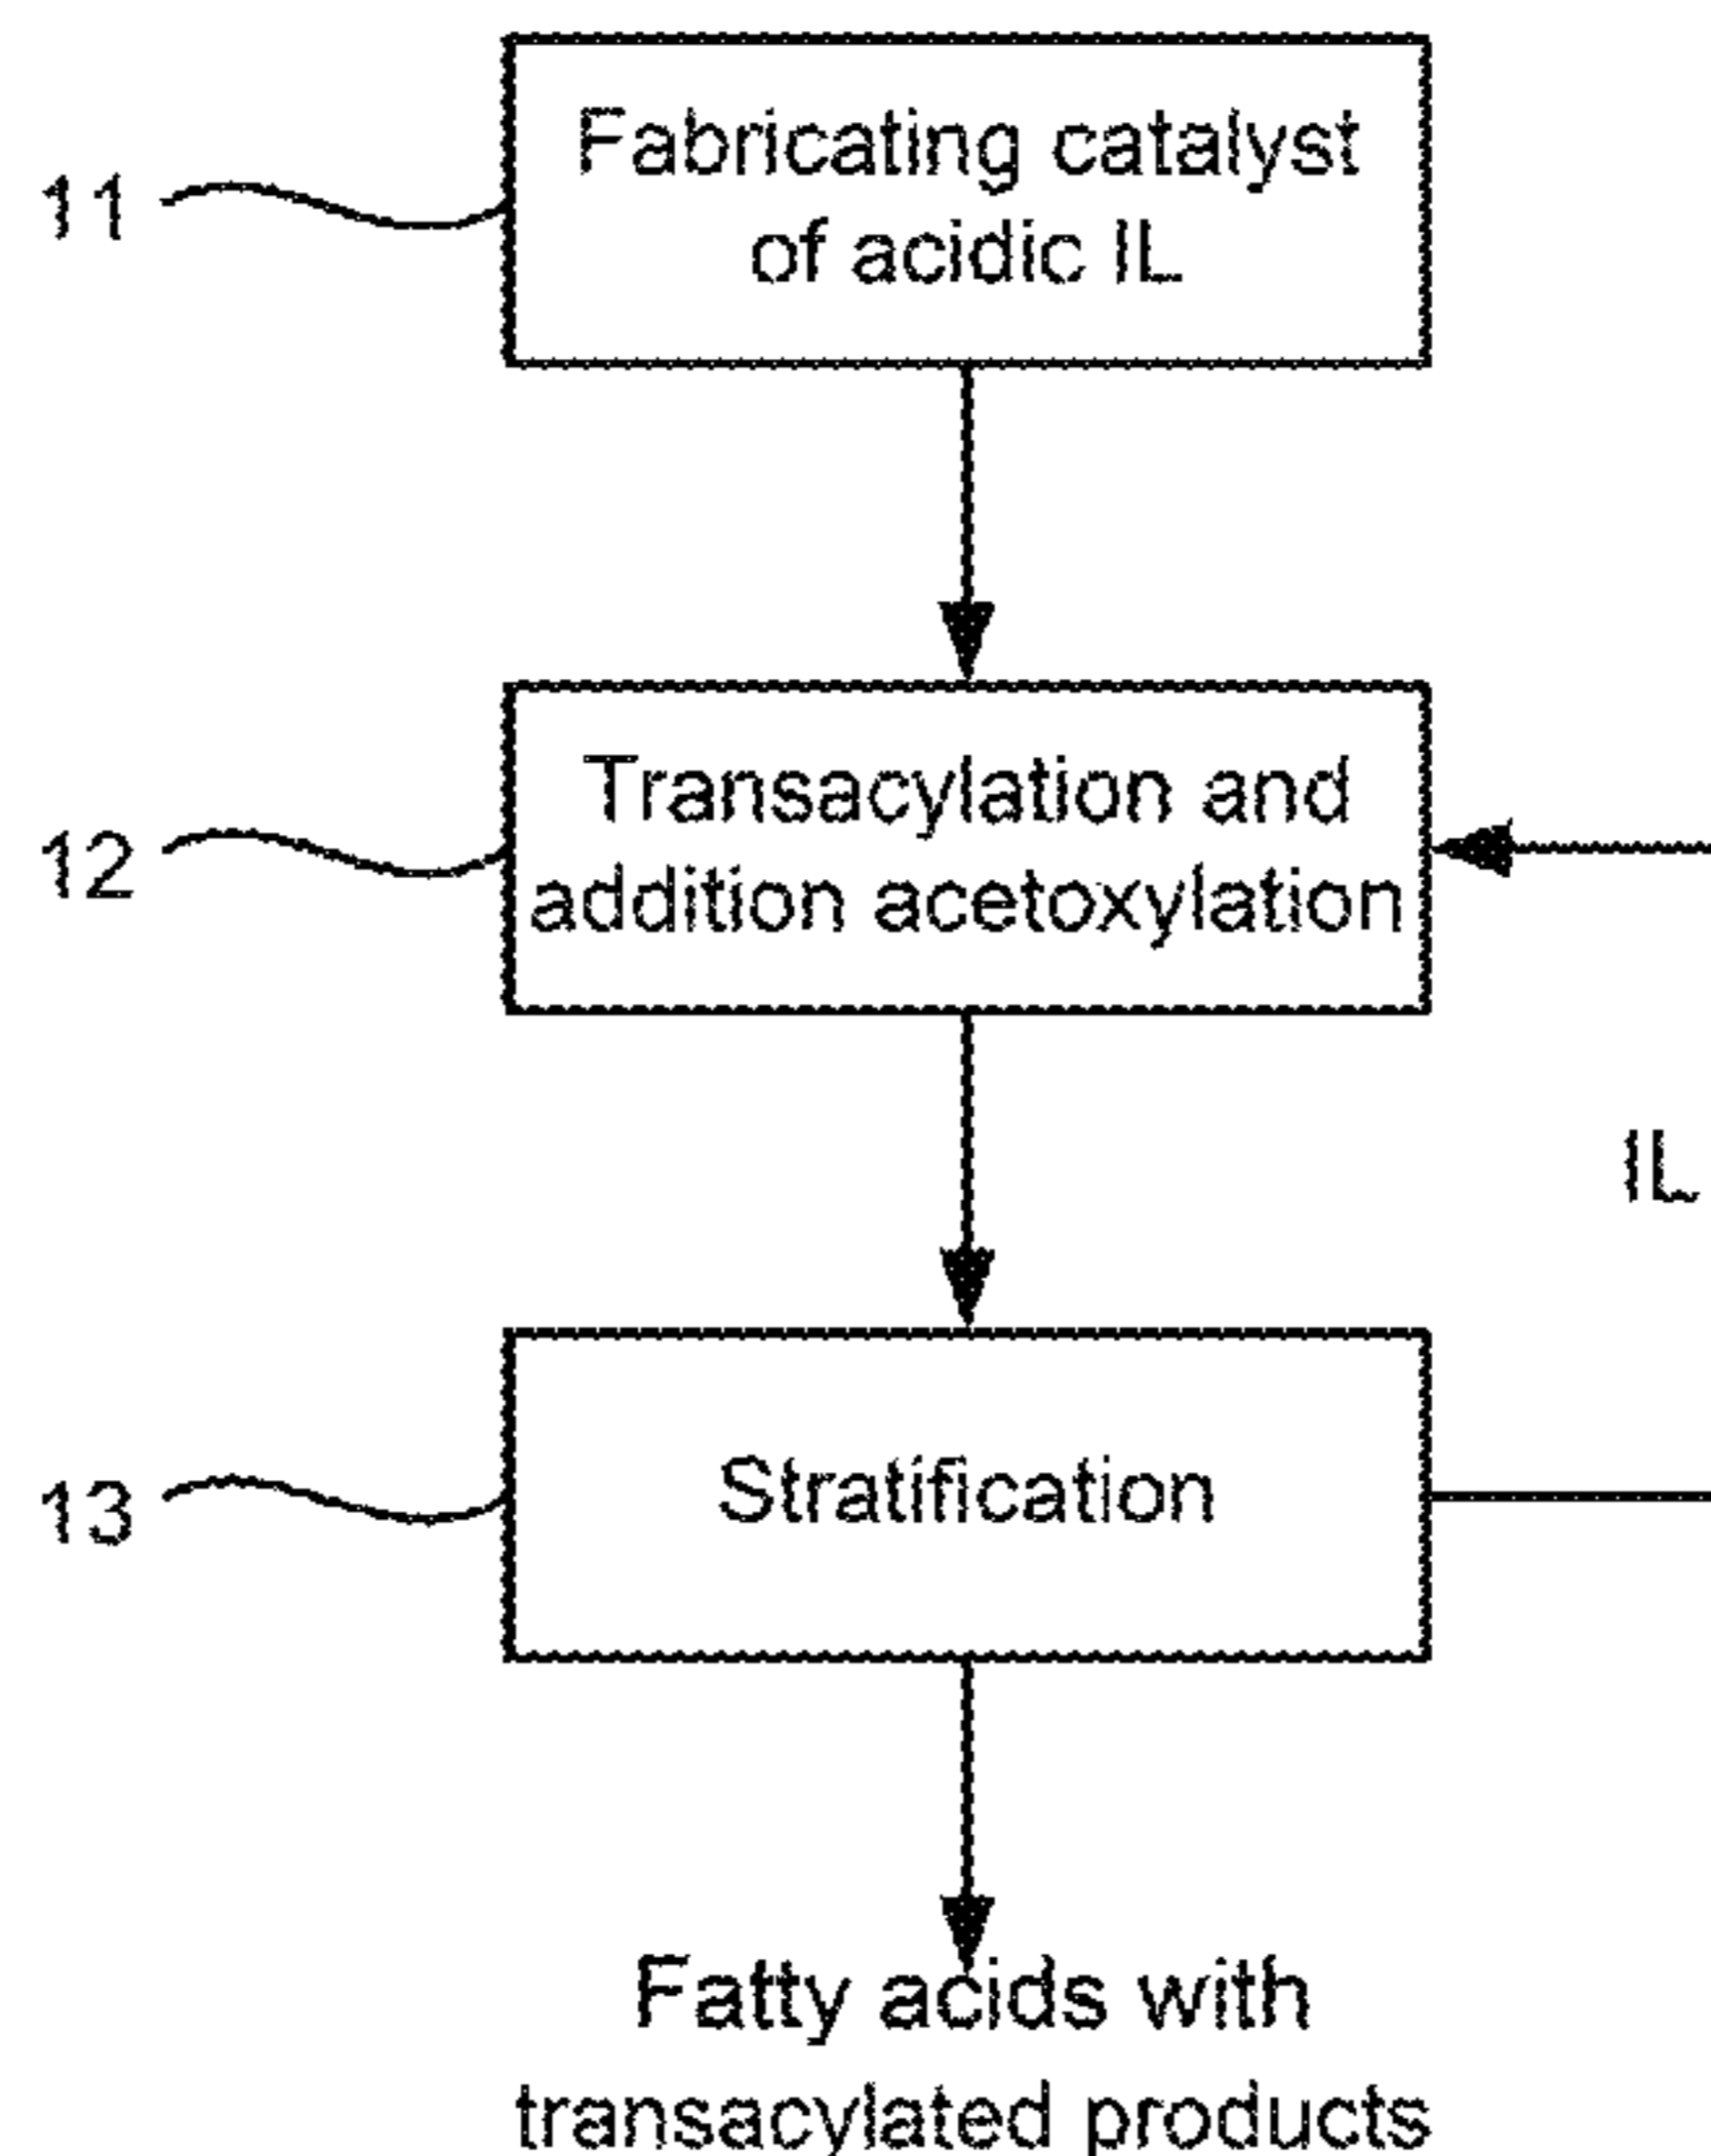 11
Fabricating catalyst
of acidic IL
12
Transacylation and
addition acetoxylation
IL
13
Stratification
Fatty acids with
transacylated products